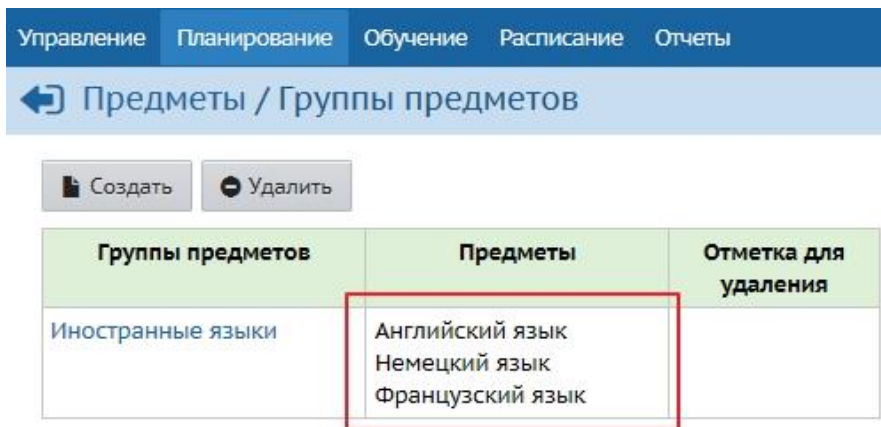 Управление Планирование Обучение Расписание Отчеты
Предметы / Группы предметов
Создать Удалить
Группы предметов Предметы Отметка для удаления
Иностранные языки Английский язык
Немецкий язык
Французский язык